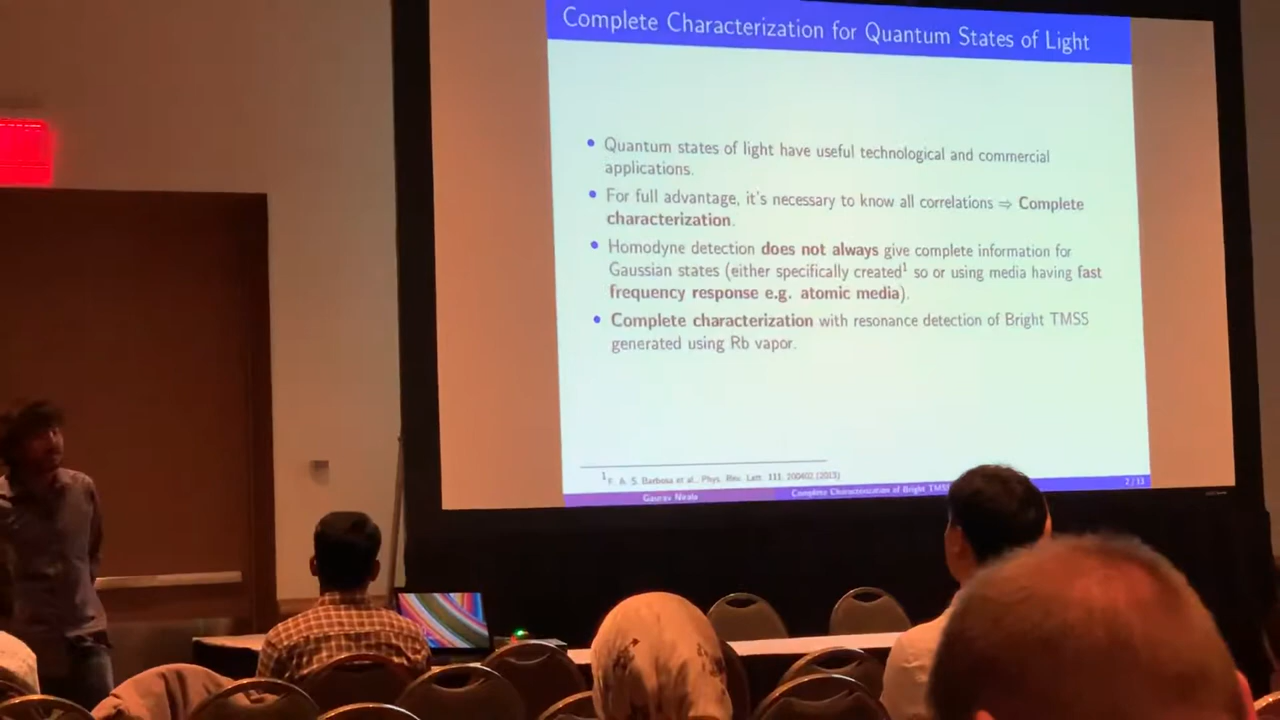 Complete Characterization for Quantum States of Light
• Quantum states of light have useful technological and commercial
applications.
• For full advantage, it's necessary to know all correlations ⇒ Complete
characterization.
• Homodyne detection does not always give complete information for
Gaussian states (either specifically created¹ so or using media having fast
frequency response e.g. atomic media).
• Complete characterization with resonance detection of Bright TMSS
generated using Rb vapor.
¹F. A. S. Barbosa et al., Phys. Rev. Lett. 111, 200402 (2013)
Gaurav Nirala
Complete Characterization of Bright TMSS
2 / 13